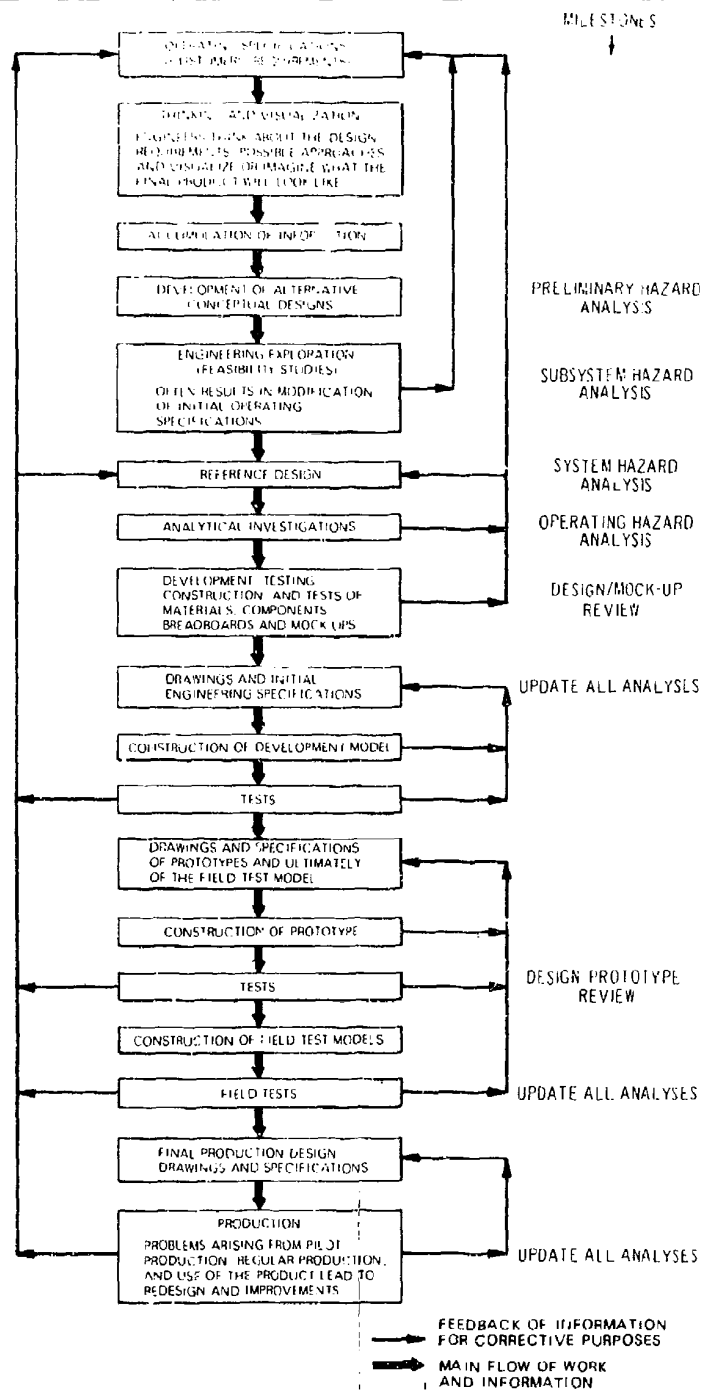 MILESTONES
OPERATING SPECIFICATIONS
(CUSTOMER REQUIREMENTS)
THINKING AND VISUALIZATION
ENGINEERS THINK ABOUT THE DESIGN
REQUIREMENTS, POSSIBLE APPROACHES
AND VISUALIZE OR IMAGINE WHAT THE
FINAL PRODUCT WILL LOOK LIKE
ACCUMULATION OF INFORMATION
DEVELOPMENT OF ALTERNATIVE
CONCEPTUAL DESIGNS
PRELIMINARY HAZARD
ANALYSIS
ENGINEERING EXPLORATION
(FEASIBILITY STUDIES)
OFTEN RESULTS IN MODIFICATION
OF INITIAL OPERATING
SPECIFICATIONS
SUBSYSTEM HAZARD
ANALYSIS
REFERENCE DESIGN
SYSTEM HAZARD
ANALYSIS
ANALYTICAL INVESTIGATIONS
OPERATING HAZARD
ANALYSIS
DEVELOPMENT TESTING
CONSTRUCTION AND TESTS OF
MATERIALS, COMPONENTS
BREADBOARDS AND MOCK UPS
DESIGN/MOCK-UP
REVIEW
DRAWINGS AND INITIAL
ENGINEERING SPECIFICATIONS
UPDATE ALL ANALYSES
CONSTRUCTION OF DEVELOPMENT MODEL
TESTS
DRAWINGS AND SPECIFICATIONS
OF PROTOTYPES AND ULTIMATELY
OF THE FIELD TEST MODEL
CONSTRUCTION OF PROTOTYPE
TESTS
DESIGN PROTOTYPE
REVIEW
CONSTRUCTION OF FIELD TEST MODELS
FIELD TESTS
UPDATE ALL ANALYSES
FINAL PRODUCTION DESIGN
DRAWINGS AND SPECIFICATIONS
PRODUCTION
PROBLEMS ARISING FROM PILOT
PRODUCTION, REGULAR PRODUCTION,
AND USE OF THE PRODUCT LEAD TO
REDESIGN AND IMPROVEMENTS
UPDATE ALL ANALYSES
FEEDBACK OF INFORMATION
FOR CORRECTIVE PURPOSES
MAIN FLOW OF WORK
AND INFORMATION